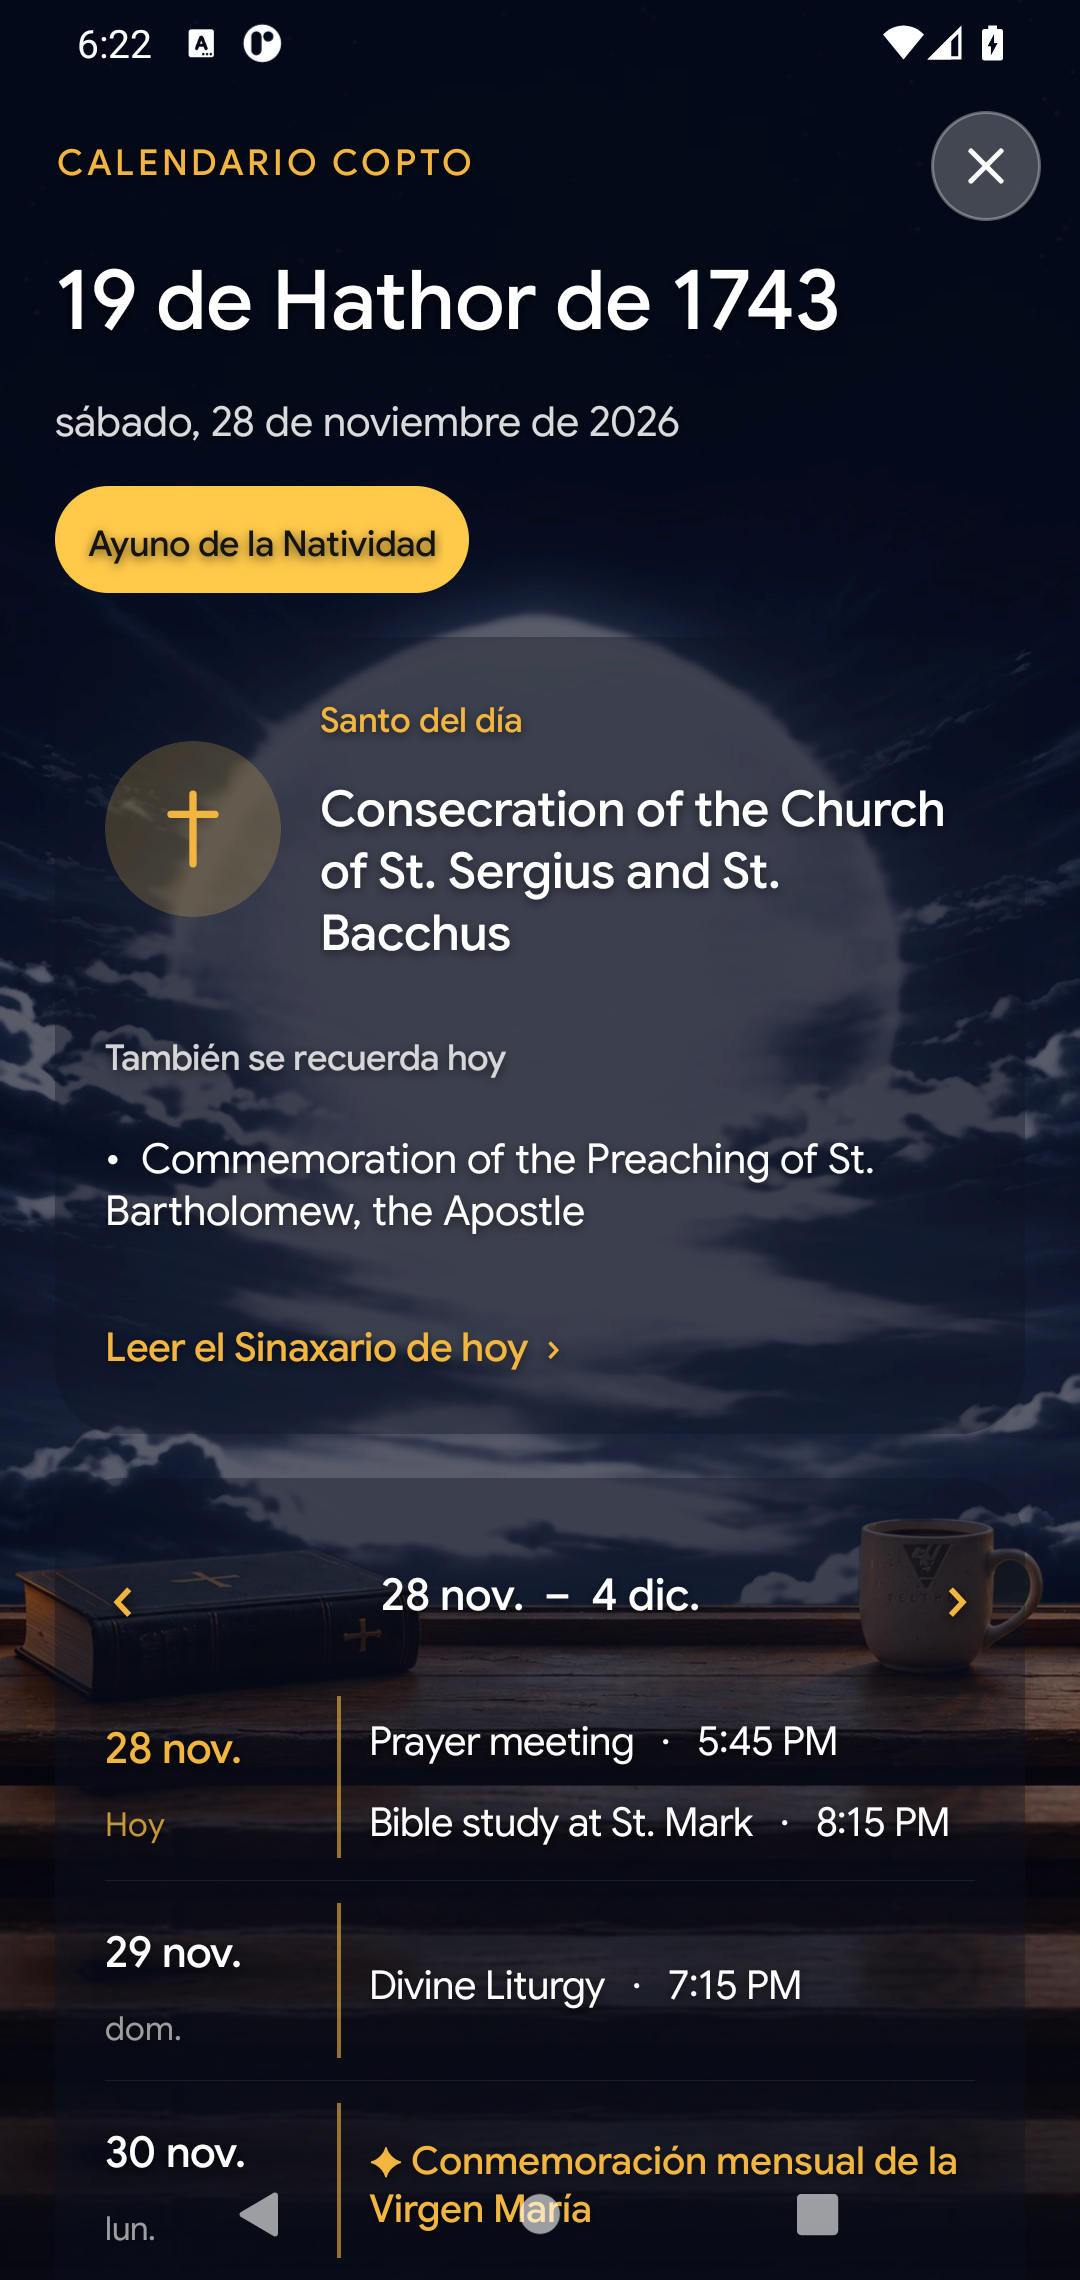 6:22
CALENDARIO COPTO
19 de Hathor de 1743
sábado, 28 de noviembre de 2026
Ayuno de la Natividad
Santo del día
Consecration of the Church
of St. Sergius and St.
Bacchus
También se recuerda hoy
• Commemoration of the Preaching of St.
Bartholomew, the Apostle
Leer el Sinaxario de hoy ›
28 nov. – 4 dic.
28 nov.
Hoy
Prayer meeting · 5:45 PM
Bible study at St. Mark · 8:15 PM
29 nov.
dom.
Divine Liturgy · 7:15 PM
30 nov.
lun.
✦ Conmemoración mensual de la
Virgen María